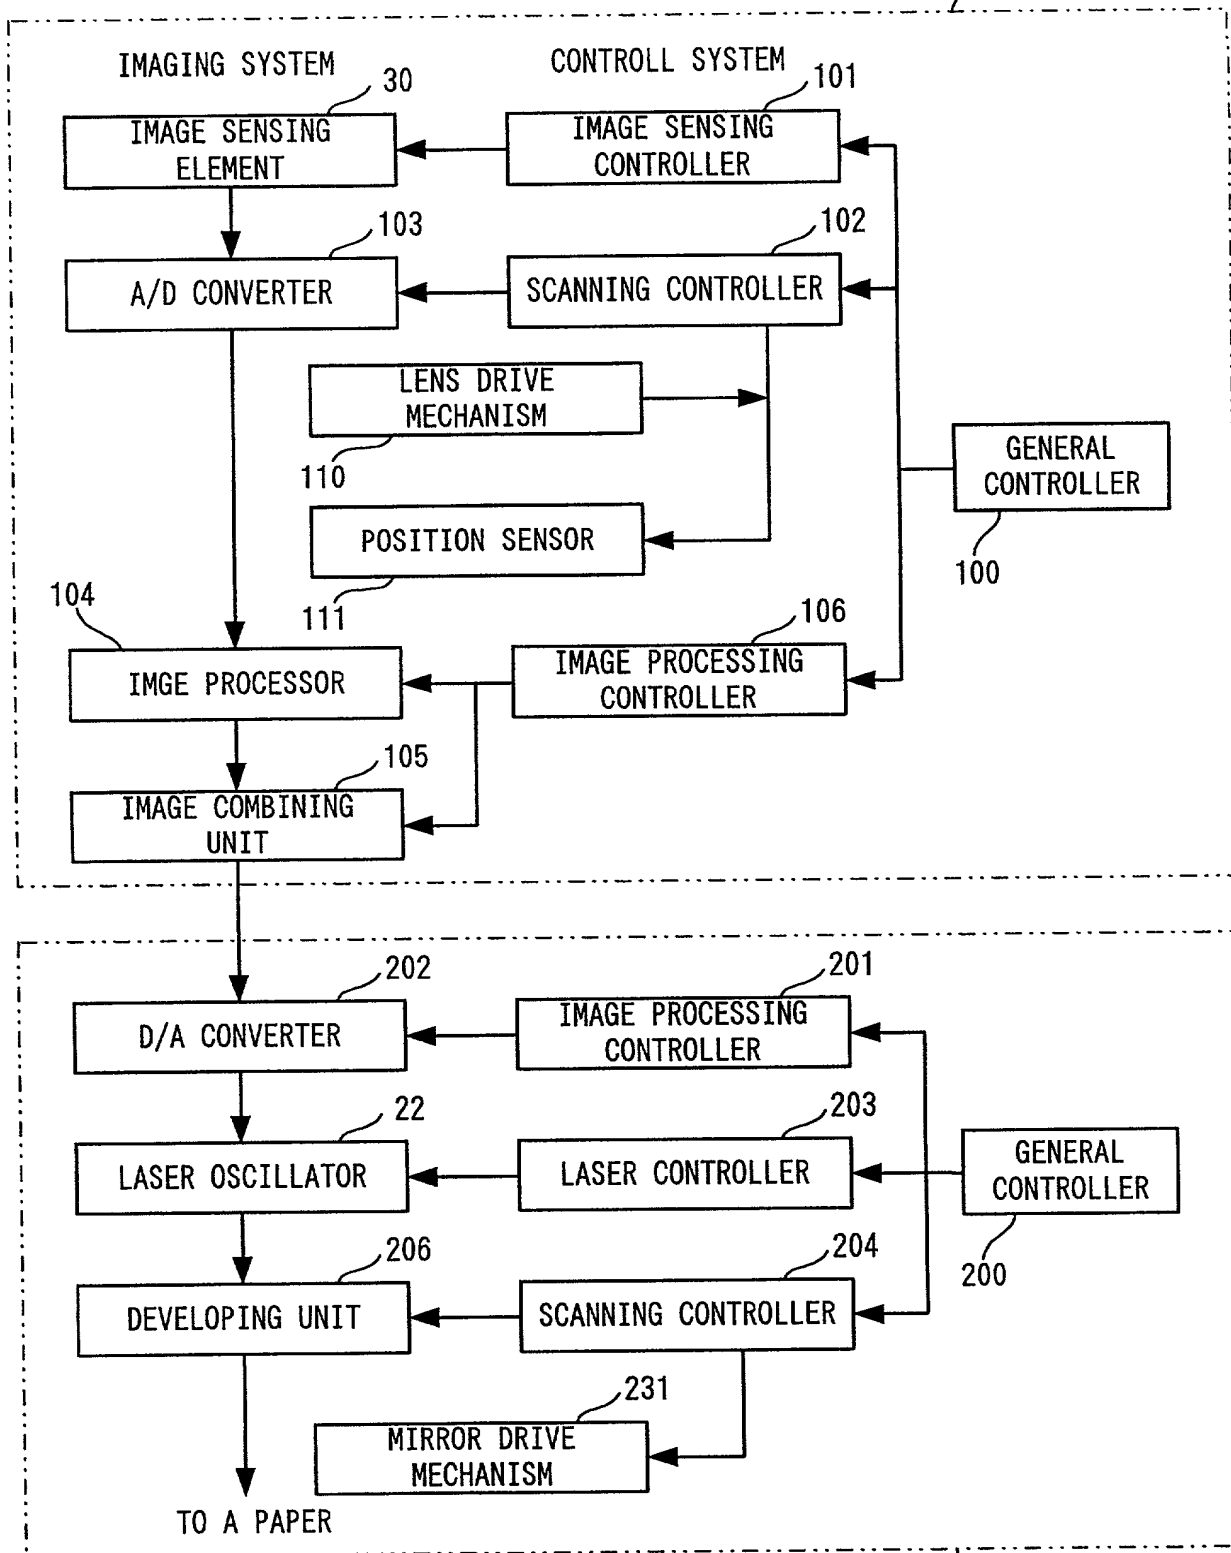 IMAGING SYSTEM
CONTROLL SYSTEM
30
101
IMAGE SENSING
ELEMENT
IMAGE SENSING
CONTROLLER
103
102
A/D CONVERTER
SCANNING CONTROLLER
LENS DRIVE
MECHANISM
110
GENERAL
CONTROLLER
100
POSITION SENSOR
111
104
106
IMGE PROCESSOR
IMAGE PROCESSING
CONTROLLER
105
IMAGE COMBINING
UNIT
202
201
D/A CONVERTER
IMAGE PROCESSING
CONTROLLER
22
203
LASER OSCILLATOR
LASER CONTROLLER
GENERAL
CONTROLLER
200
206
204
DEVELOPING UNIT
SCANNING CONTROLLER
231
MIRROR DRIVE
MECHANISM
TO A PAPER